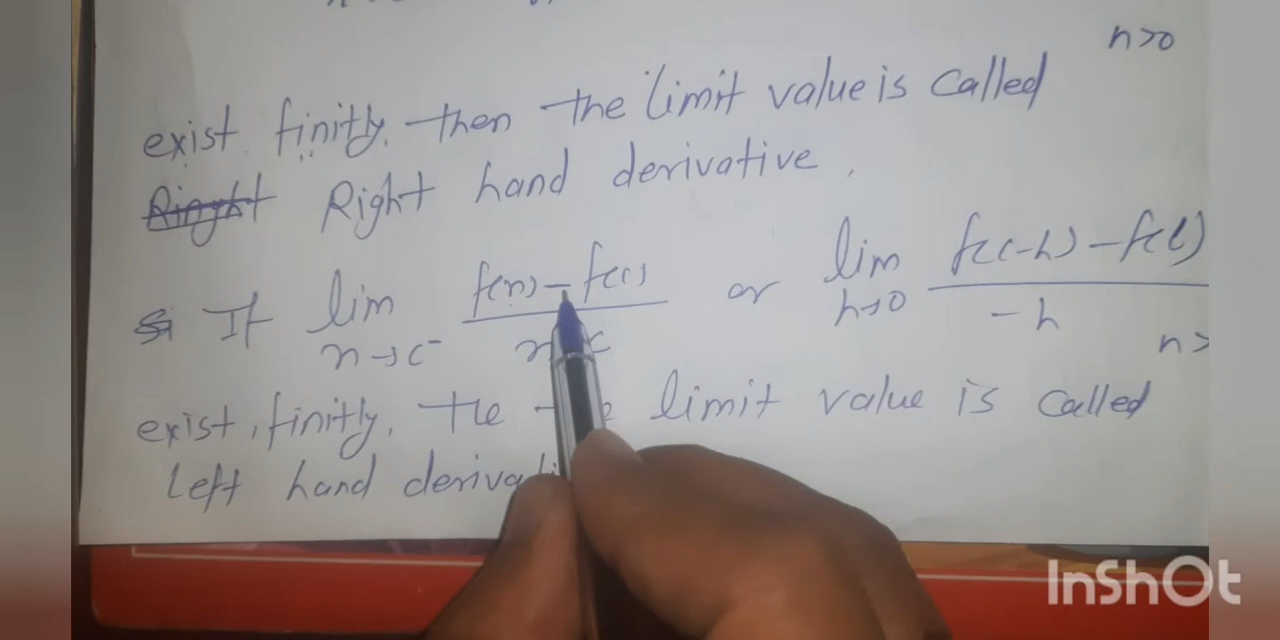 n>0
exist finitly, then the limit value is called
Right Right hand derivative.
If lim n→c⁻ f(n)-f(c) / n-c or lim h→0 f(c-h)-f(c) / -h
n>
exist, finitly, the limit value is called
Left hand
InShOt